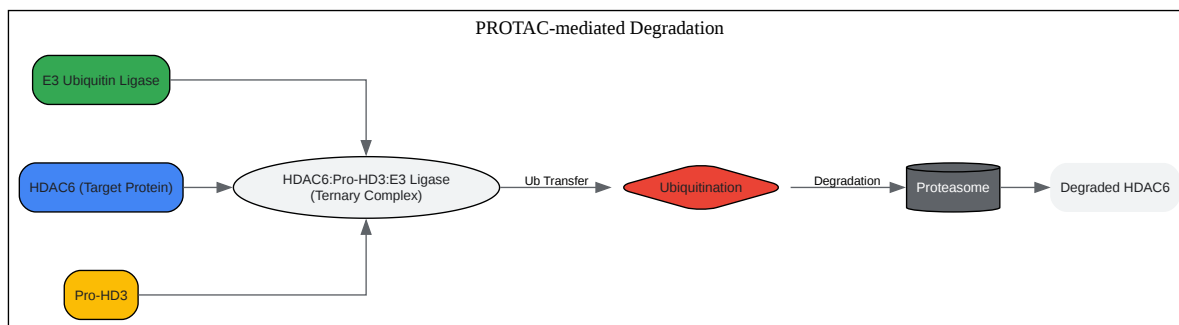 PROTAC-mediated Degradation
E3 Ubiquitin Ligase
HDAC6 (Target Protein)
Pro-HD3
HDAC6:Pro-HD3:E3 Ligase
(Ternary Complex)
Ub Transfer
Ubiquitination
Degradation
Proteasome
Degraded HDAC6